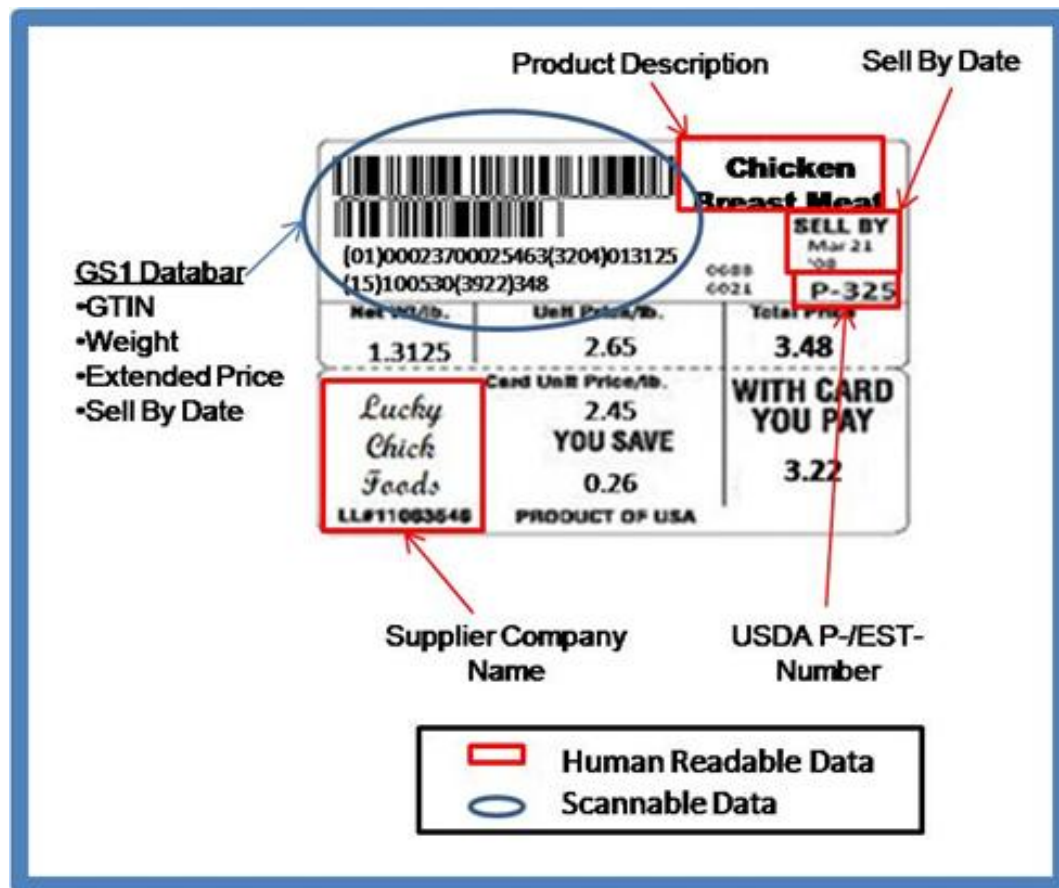 Product Description
Sell By Date
Chicken
Breast Meat
SELL BY
Mar 21
'08
(01)00023700025463(3204)013125
(15)100530(3922)348
0688
6021
P-325
GS1 Databar
•GTIN
•Weight
•Extended Price
•Sell By Date
Net Wt/lb.
Unit Price/lb.
Total Price
1.3125
2.65
3.48
Card Unit Price/lb.
Lucky
Chick
Foods
2.45
YOU SAVE
0.26
WITH CARD
YOU PAY
3.22
PRODUCT OF USA
Supplier Company
Name
USDA P-/EST-
Number
Human Readable Data
Scannable Data